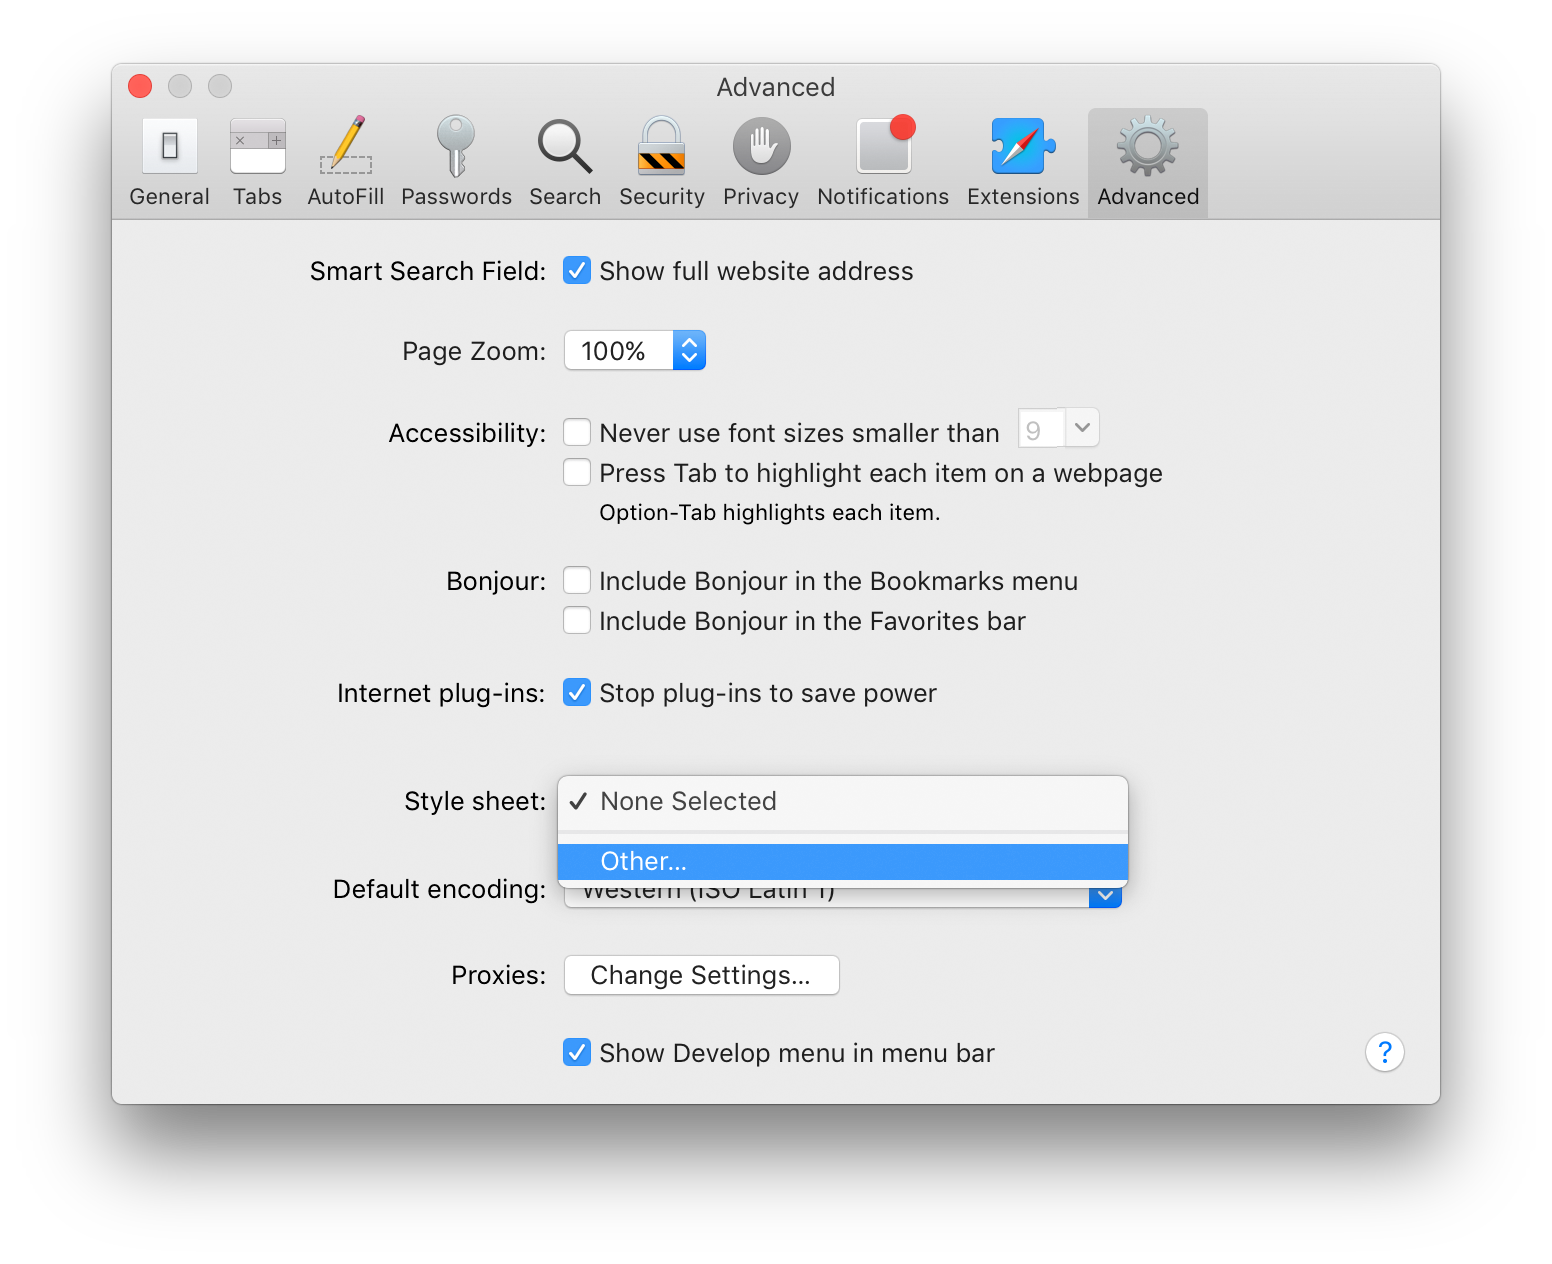 Advanced
General Tabs AutoFill Passwords Search Security Privacy Notifications Extensions Advanced
Smart Search Field: Show full website address
Page Zoom: 100%
Accessibility: Never use font sizes smaller than 9
Press Tab to highlight each item on a webpage
Option-Tab highlights each item.
Bonjour: Include Bonjour in the Bookmarks menu
Include Bonjour in the Favorites bar
Internet plug-ins: Stop plug-ins to save power
Style sheet: ✓ None Selected
Other...
Default encoding: Western (ISO Latin 1)
Proxies: Change Settings...
Show Develop menu in menu bar
?